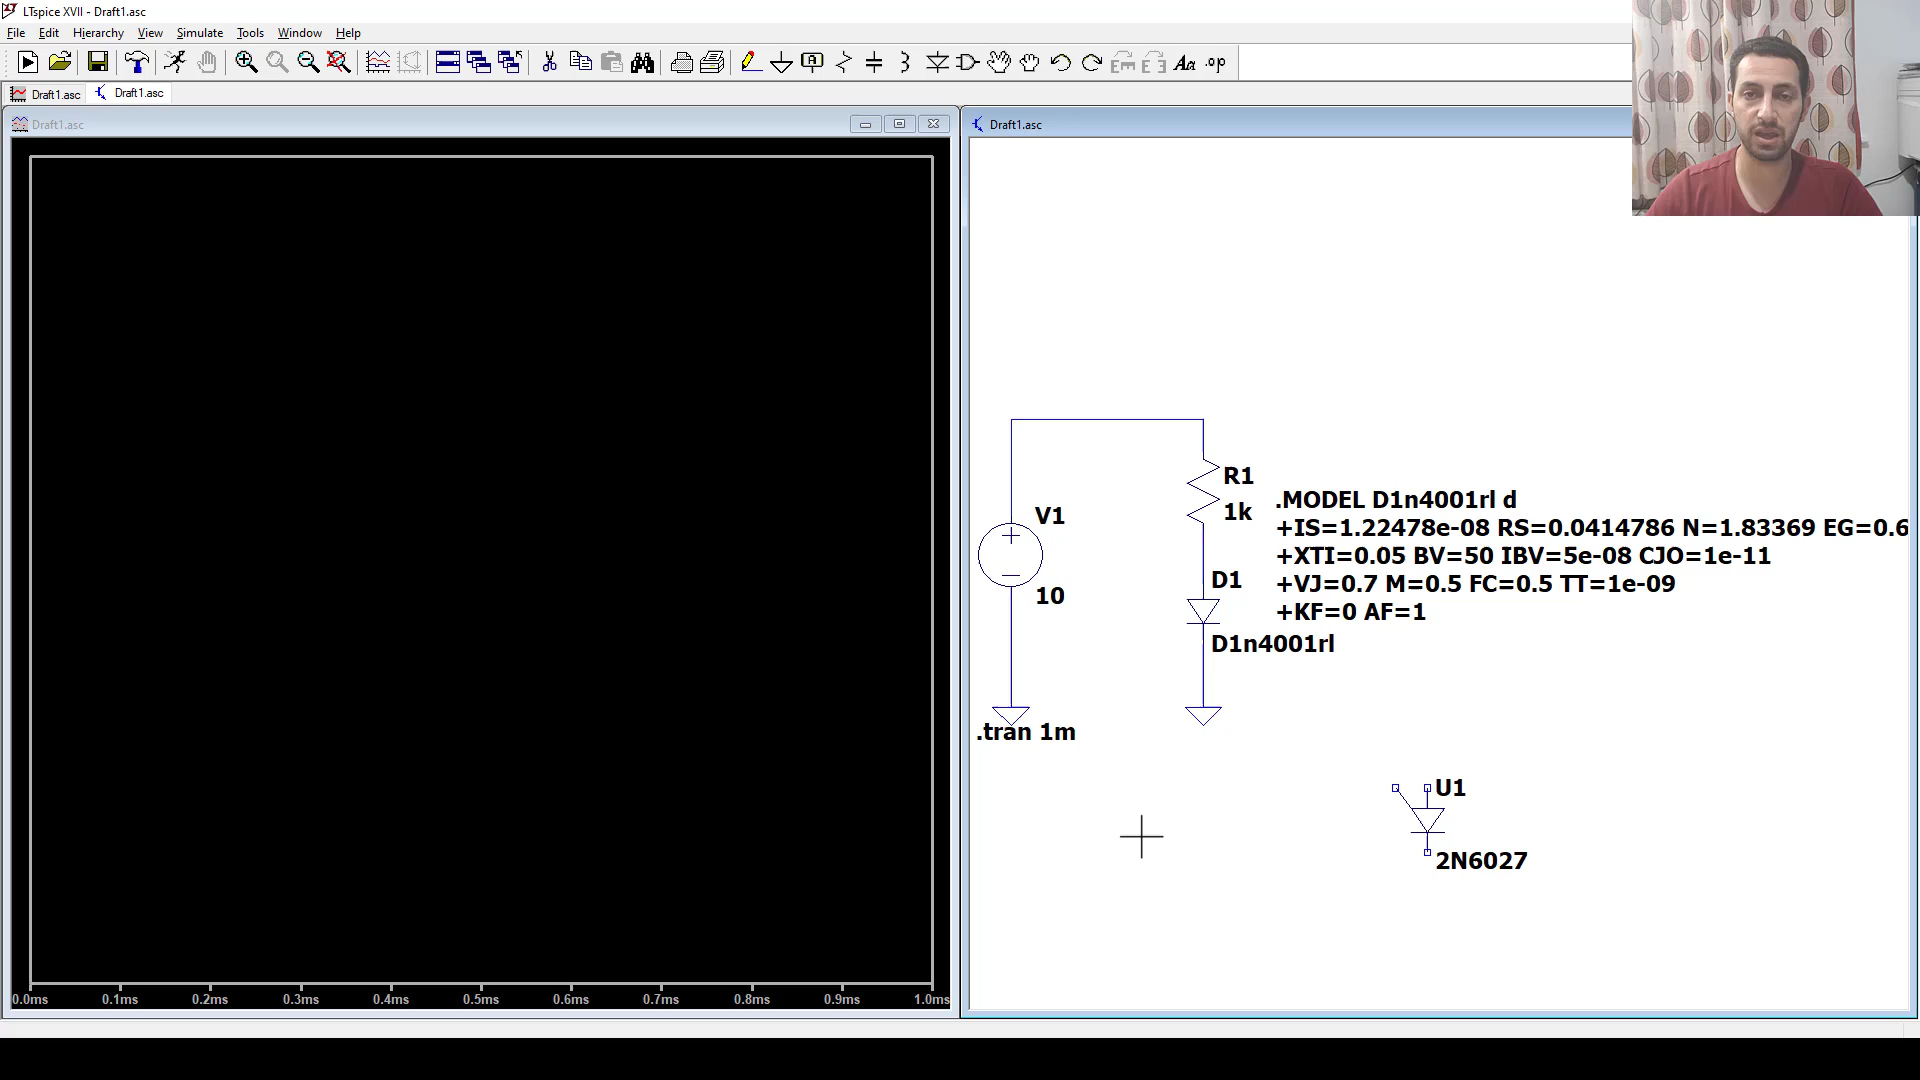 LTspice XVII - Draft1.asc
File Edit Hierarchy View Simulate Tools Window Help
A Aa .op
Draft1.asc Draft1.asc
Draft1.asc
Draft1.asc
R1
1k
V1
10
D1
D1n4001rl
.MODEL D1n4001rl d
+IS=1.22478e-08 RS=0.0414786 N=1.83369 EG=0.6
+XTI=0.05 BV=50 IBV=5e-08 CJO=1e-11
+VJ=0.7 M=0.5 FC=0.5 TT=1e-09
+KF=0 AF=1
.tran 1m
U1
2N6027
0.0ms 0.1ms 0.2ms 0.3ms 0.4ms 0.5ms 0.6ms 0.7ms 0.8ms 0.9ms 1.0ms